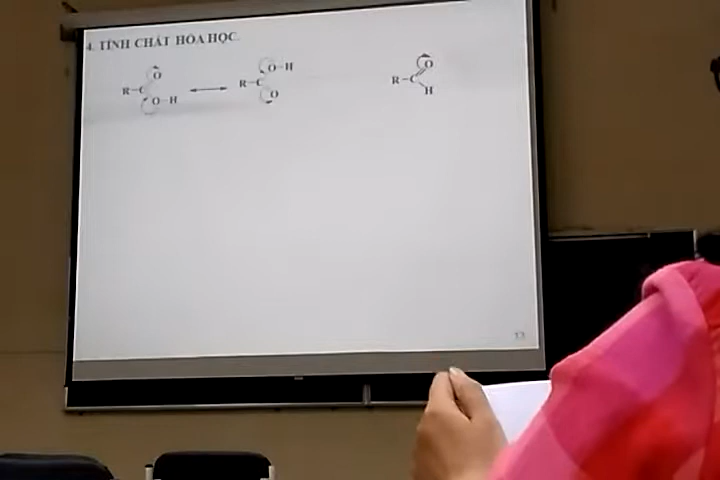 4. TÍNH CHẤT HÓA HỌC.
O O–H O
R–C R–C R–C
O–H O H
13